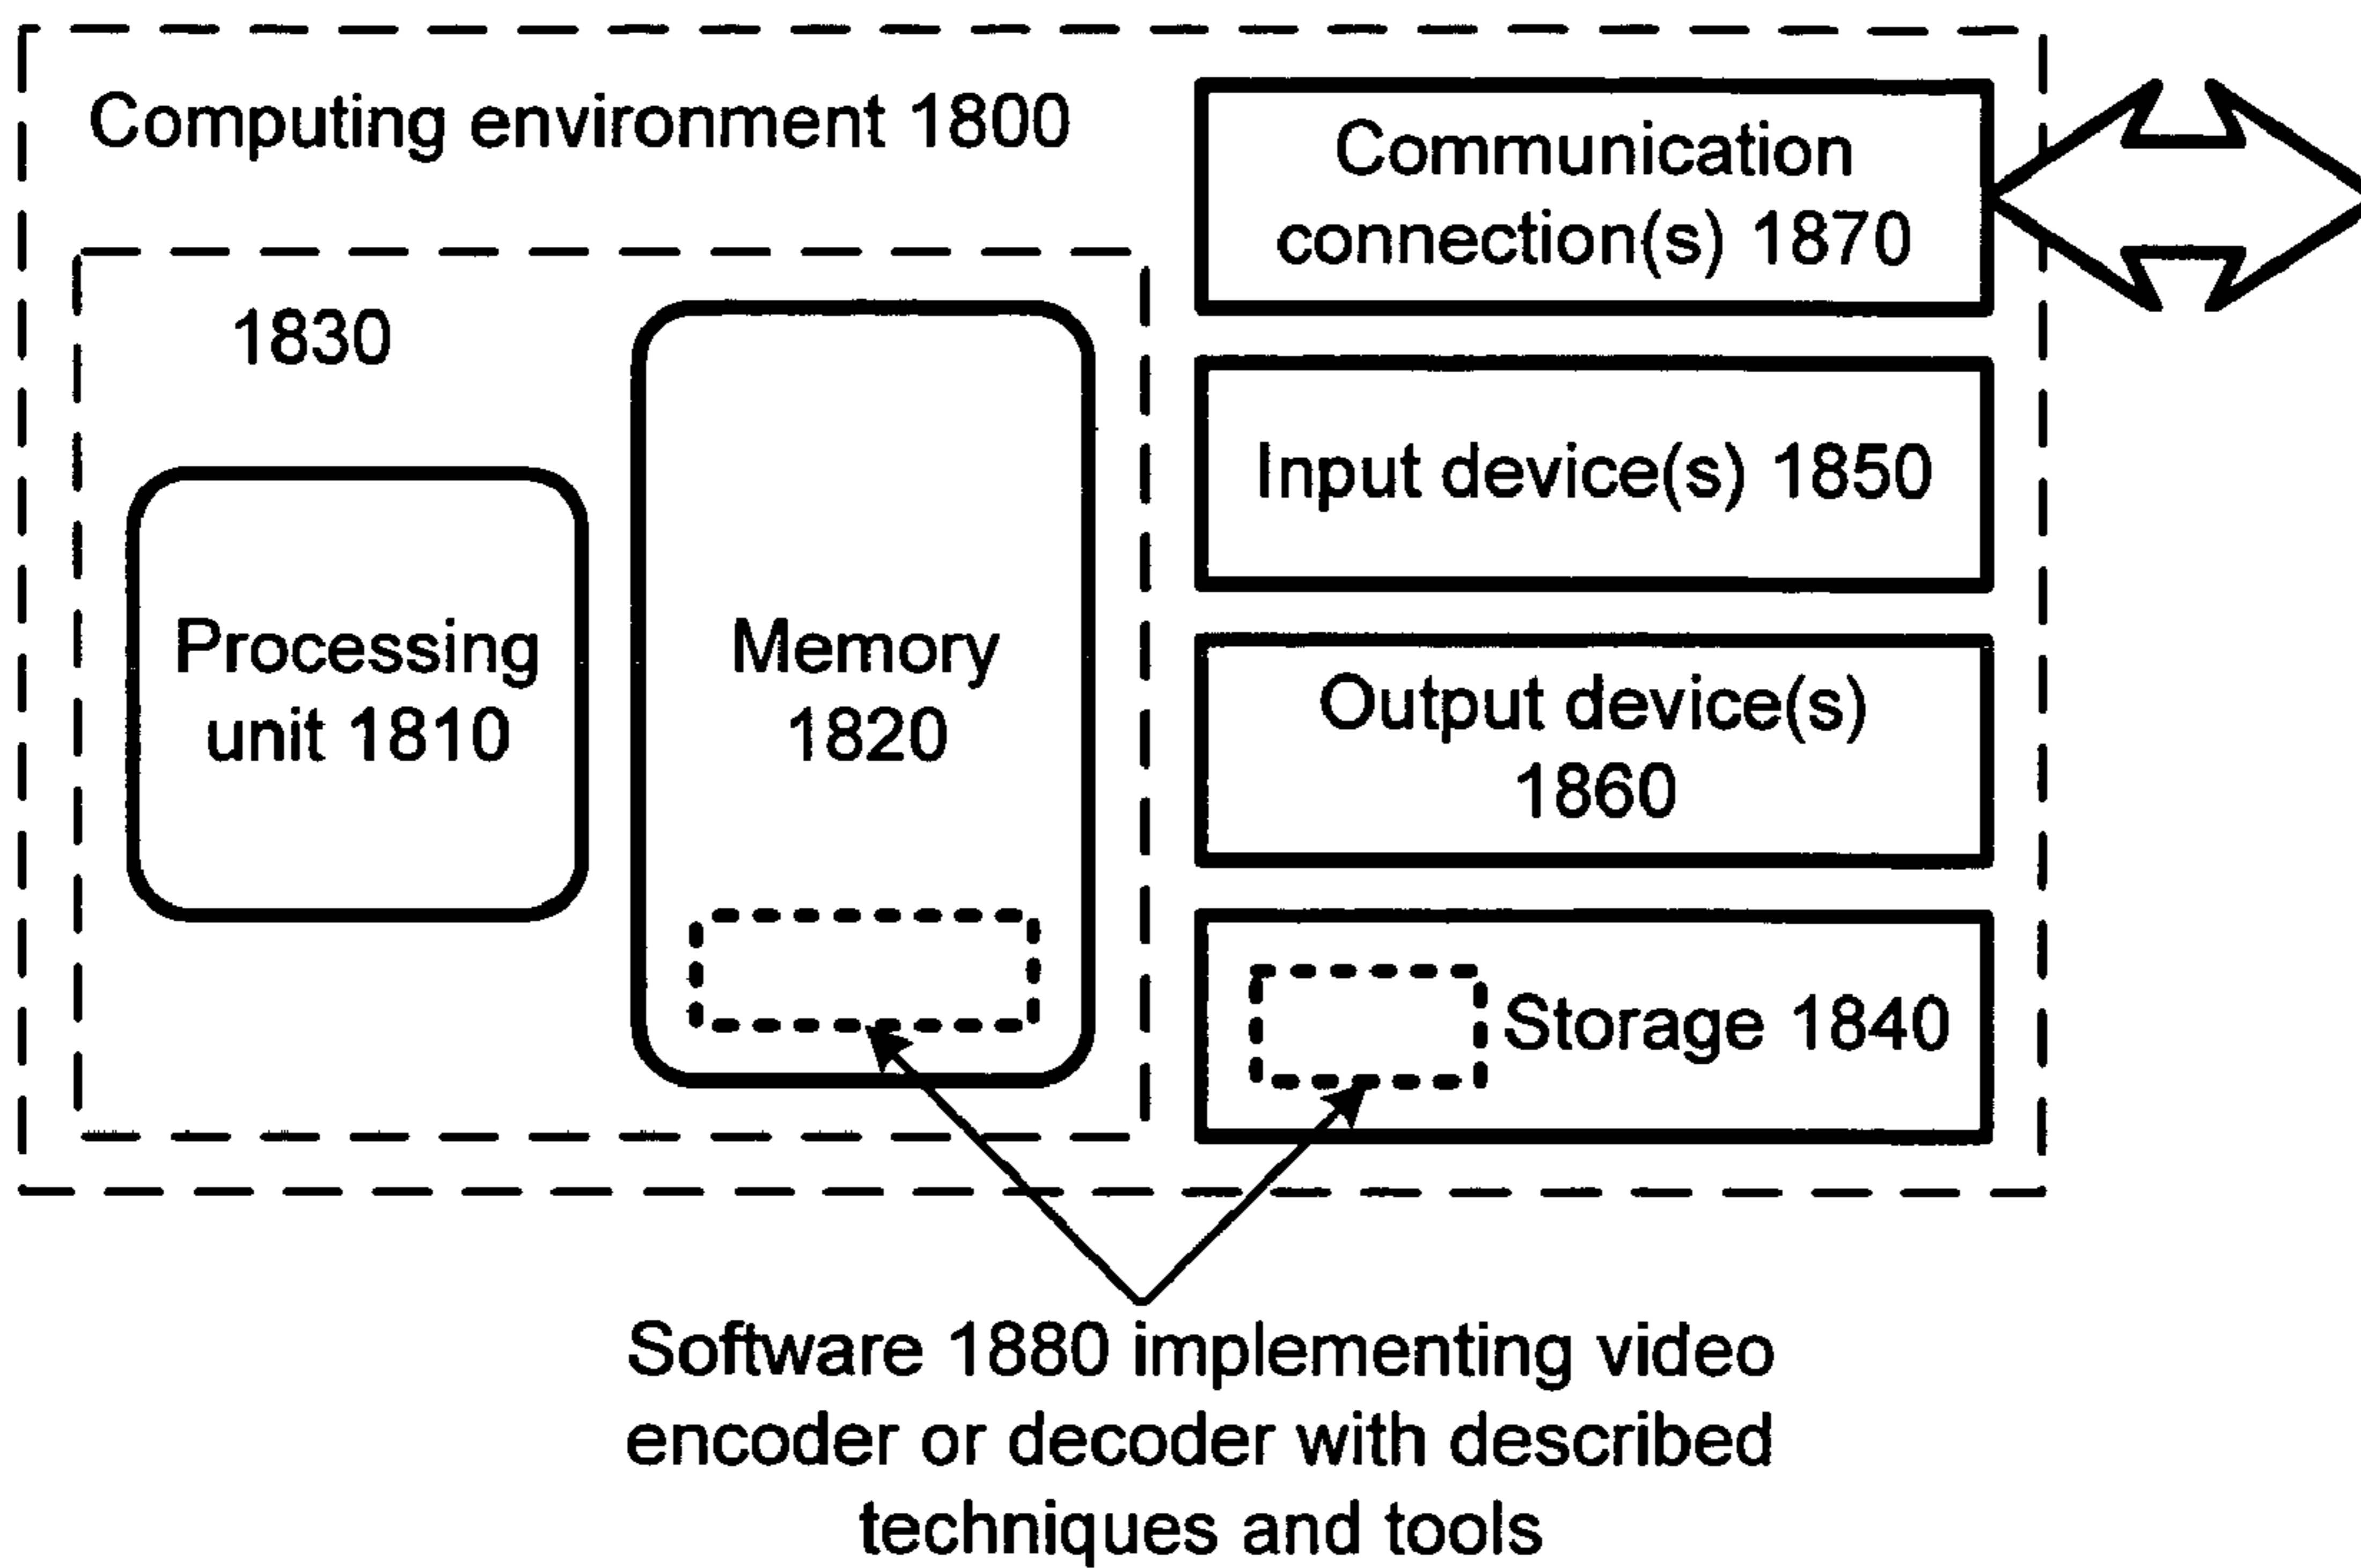 Computing environment 1800
1830
Processing
unit 1810
Memory
1820
Communication
connection(s) 1870
Input device(s) 1850
Output device(s)
1860
Storage 1840
Software 1880 implementing video
encoder or decoder with described
techniques and tools